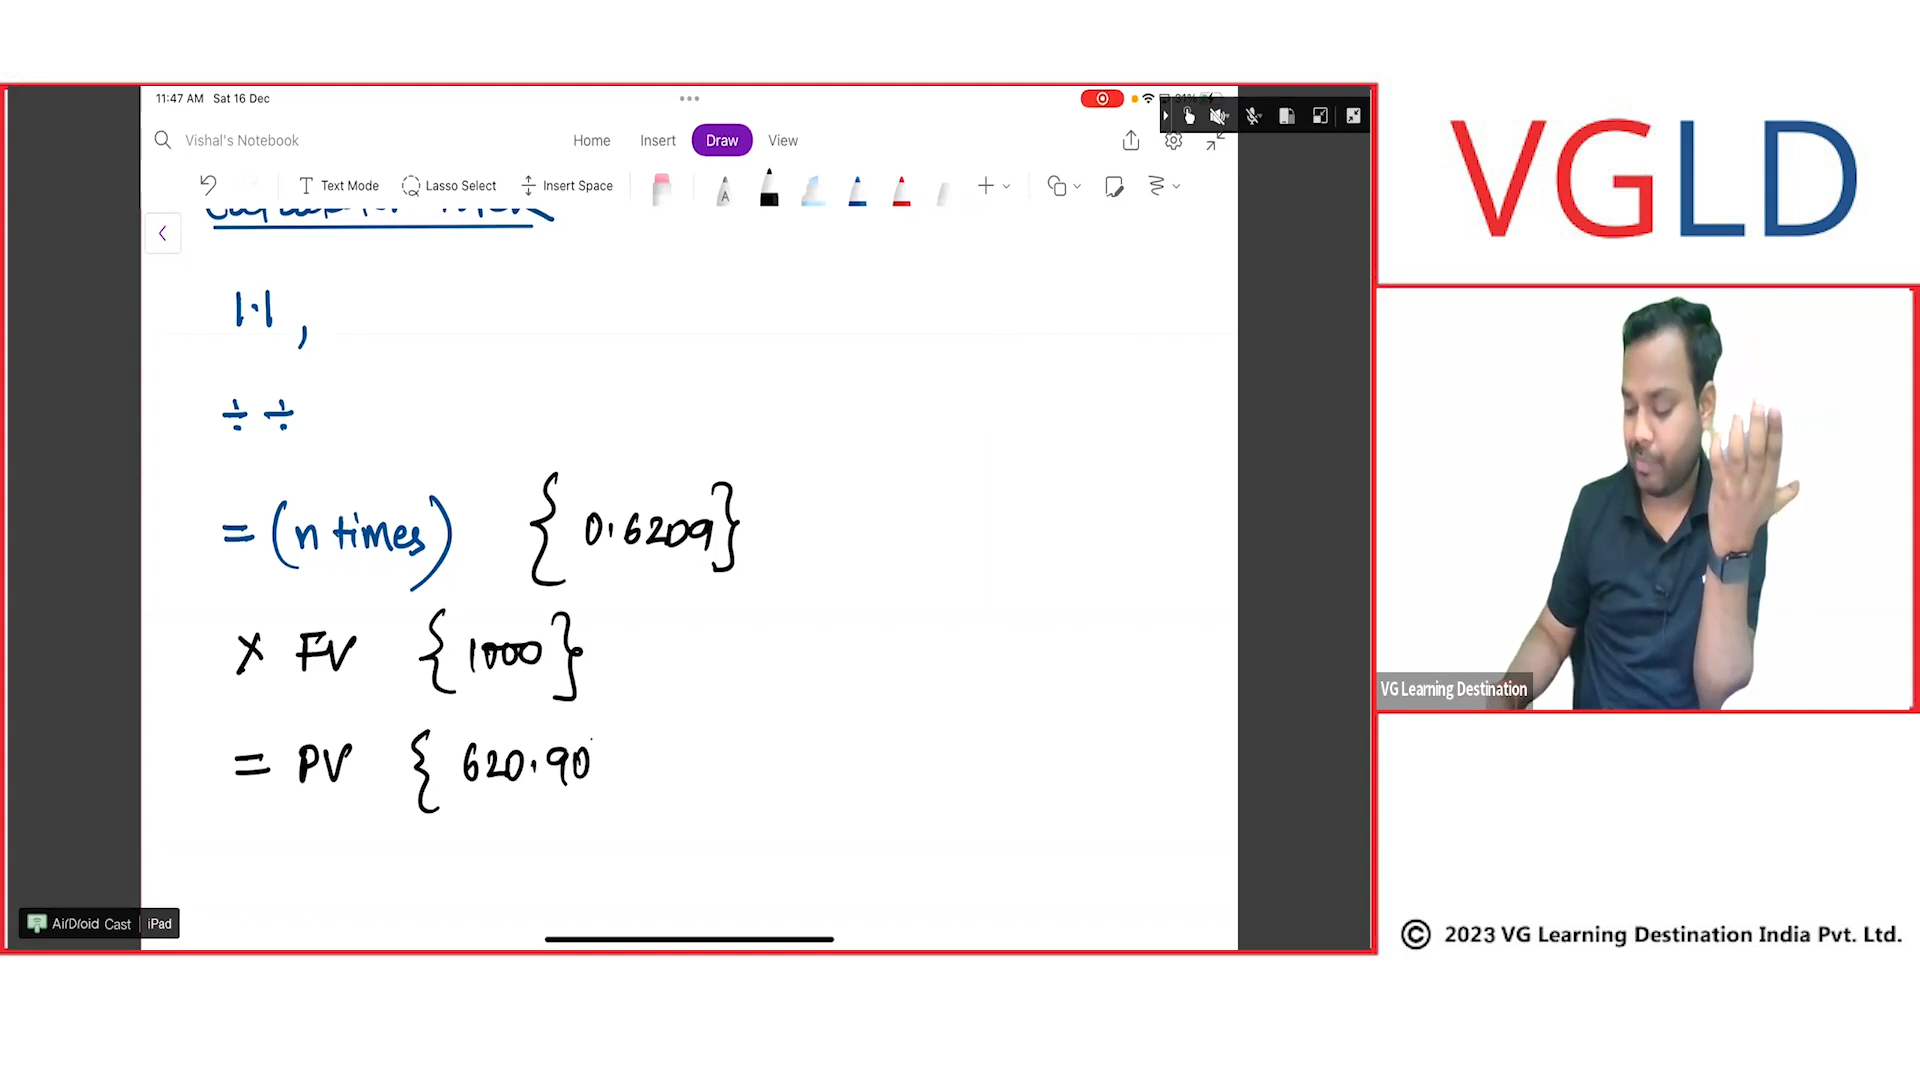 11:47 AM Sat 16 Dec
31%
VGLD
Vishal's Notebook
Home Insert Draw View
Text Mode Lasso Select Insert Space
1.1,
÷ ÷
= (n times) { 0.6209}
× FV {1000}
= PV { 620.90
VG Learning Destination
AirDroid Cast iPad
© 2023 VG Learning Destination India Pvt. Ltd.